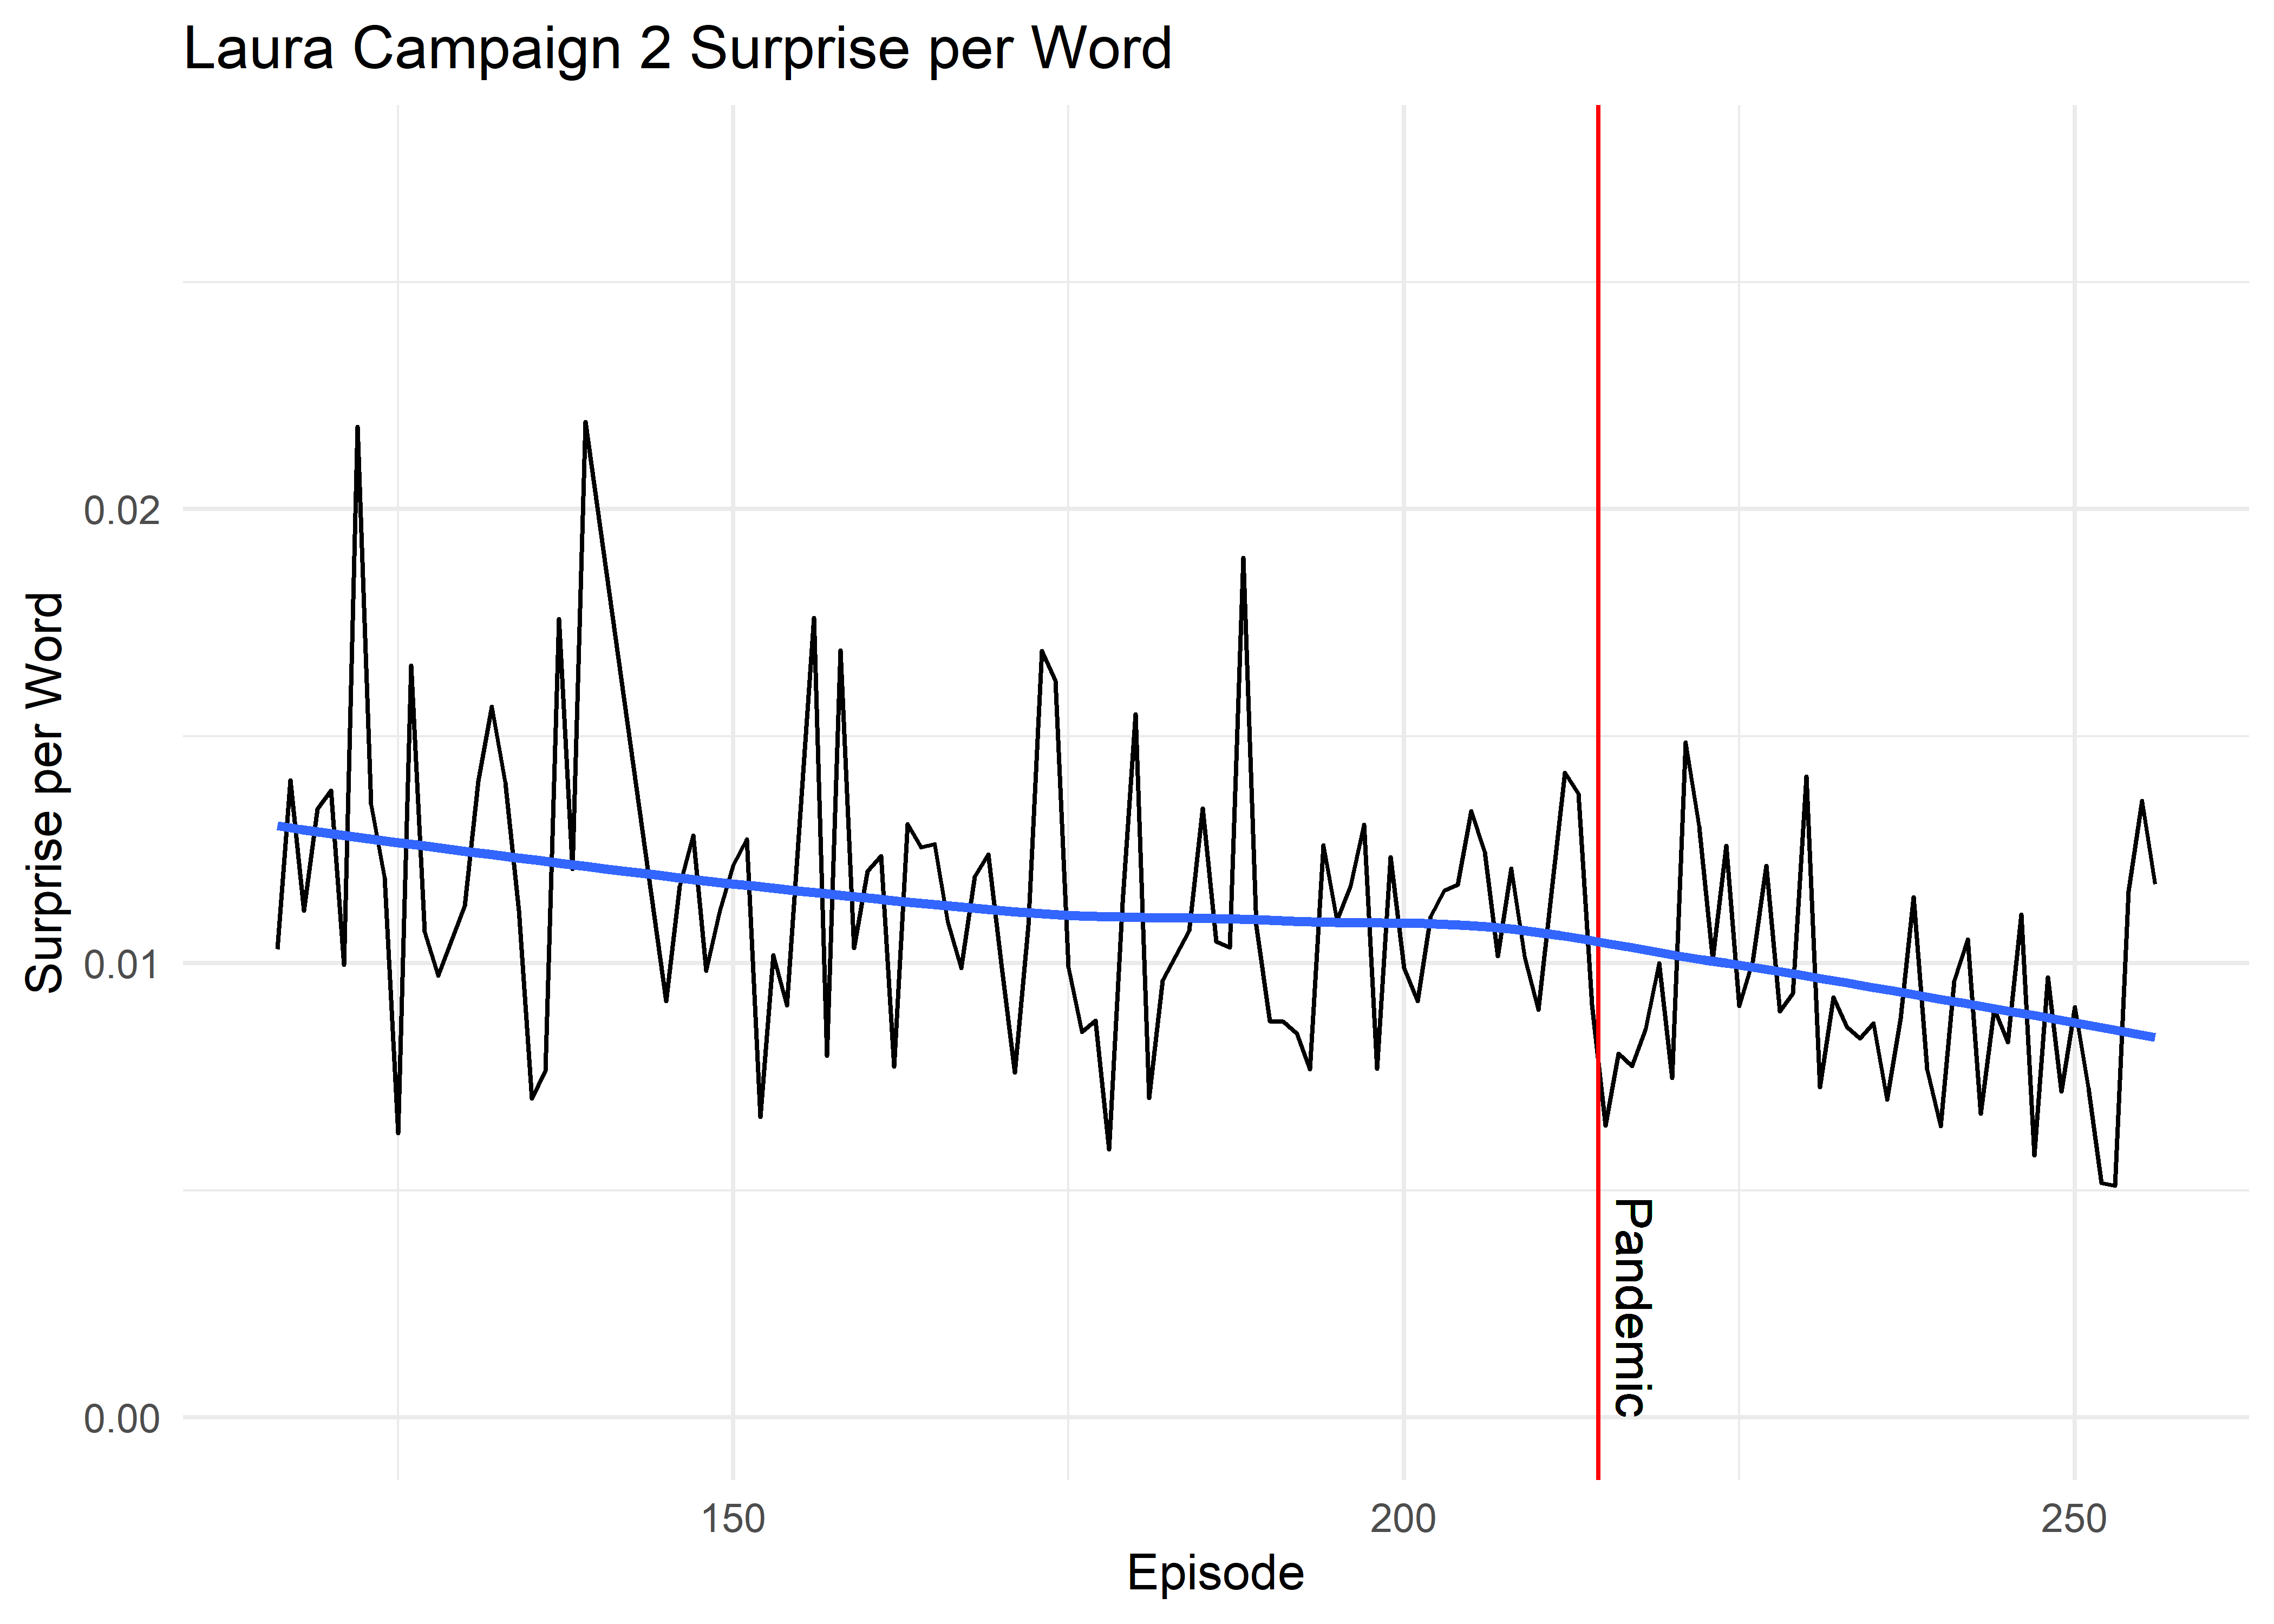 Laura Campaign 2 Surprise per Word
Surprise per Word
0.02
0.01
0.00
Pandemic
150
200
250
Episode